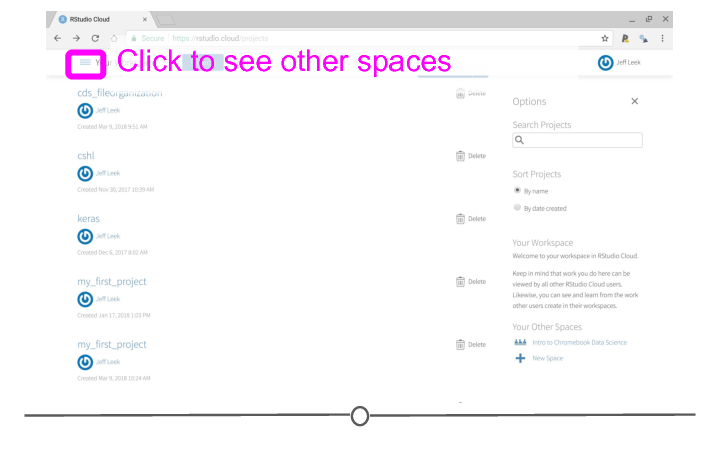 RStudio Cloud
Secure https://rstudio.cloud/projects
Click to see other spaces
Jeff Leek
cds_fileorganization
Delete
Jeff Leek
Created Mar 9, 2018 9:51 AM
cshl
Delete
Jeff Leek
Created Nov 30, 2017 10:39 AM
keras
Delete
Jeff Leek
Created Dec 6, 2017 9:02 AM
my_first_project
Delete
Jeff Leek
Created Jan 17, 2018 1:03 PM
my_first_project
Delete
Jeff Leek
Created Mar 9, 2018 10:24 AM
Options
Search Projects
Sort Projects
By name
By date created
Your Workspace
Welcome to your workspace in RStudio Cloud.
Keep in mind that work you do here can be
viewed by all other RStudio Cloud users.
Likewise, you can see and learn from the work
other users create in their workspaces.
Your Other Spaces
Intro to Chromebook Data Science
New Space